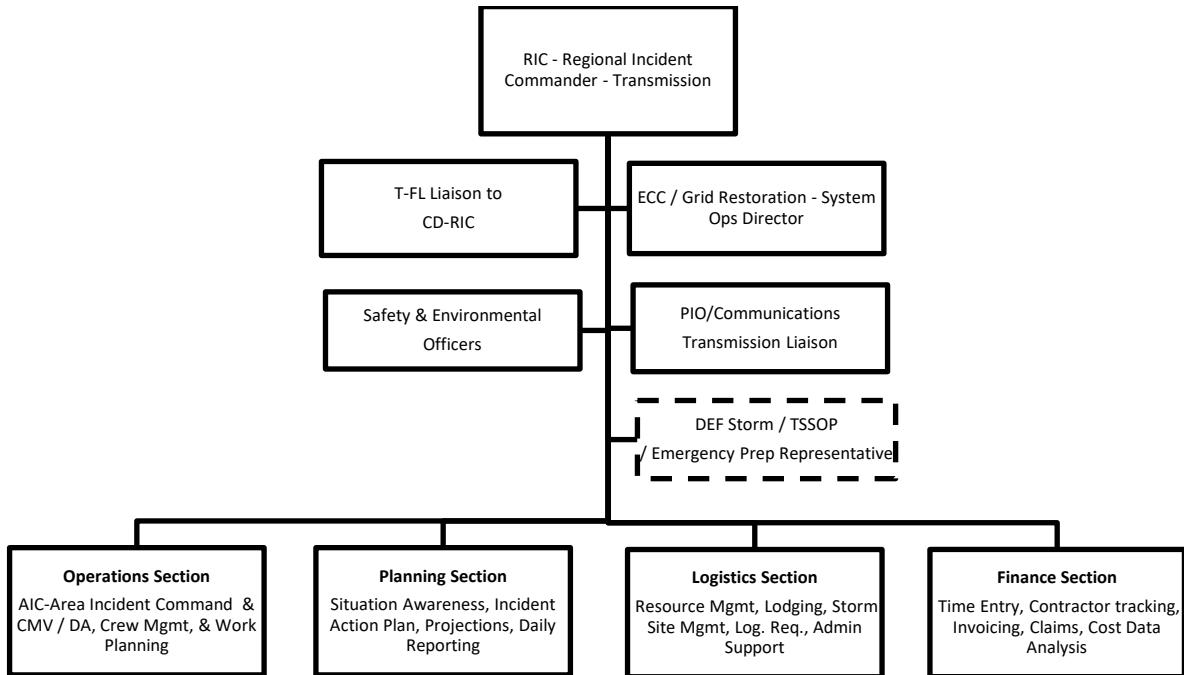 RIC - Regional Incident
Commander - Transmission
T-FL Liaison to
CD-RIC
ECC / Grid Restoration - System
Ops Director
Safety & Environmental
Officers
PIO/Communications
Transmission Liaison
DEF Storm / TSSOP
/ Emergency Prep Representative
Operations Section
AIC-Area Incident Command & 
CMV / DA, Crew Mgmt, & Work
Planning
Planning Section
Situation Awareness, Incident
Action Plan, Projections, Daily
Reporting
Logistics Section
Resource Mgmt, Lodging, Storm
Site Mgmt, Log. Req., Admin
Support
Finance Section
Time Entry, Contractor tracking,
Invoicing, Claims, Cost Data
Analysis